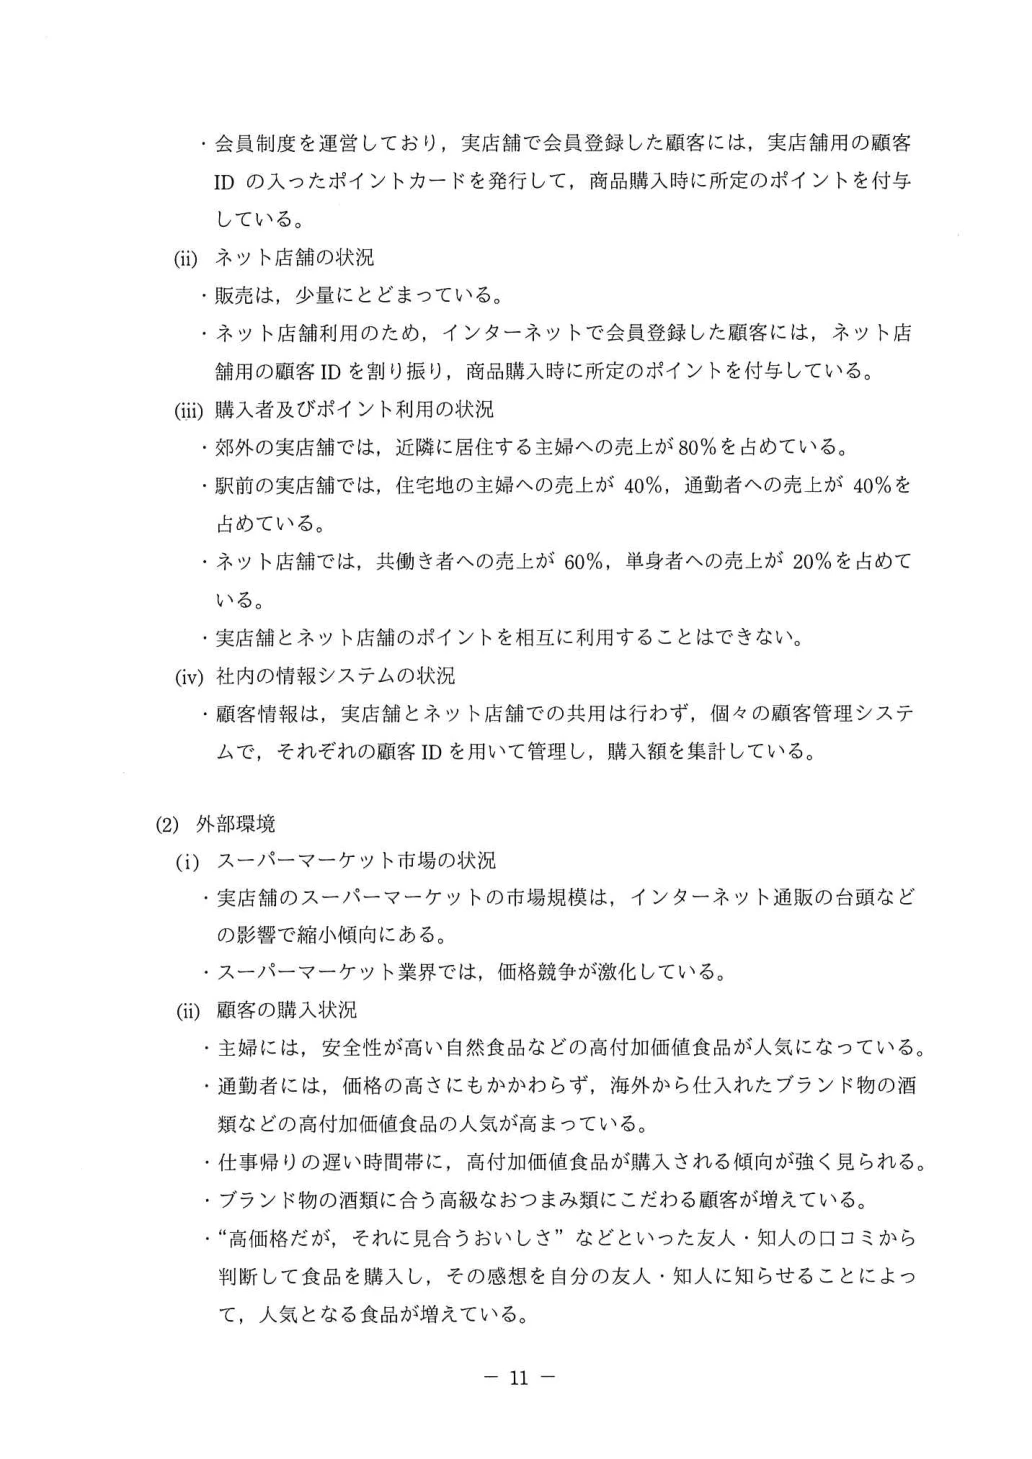 ・会員制度を運営しており，実店舗で会員登録した顧客には，実店舗用の顧客
ID の入ったポイントカードを発行して，商品購入時に所定のポイントを付与
している。
(ii) ネット店舗の状況
・販売は，少量にとどまっている。
・ネット店舗利用のため，インターネットで会員登録した顧客には，ネット店
舗用の顧客 ID を割り振り，商品購入時に所定のポイントを付与している。
(iii) 購入者及びポイント利用の状況
・郊外の実店舗では，近隣に居住する主婦への売上が 80％を占めている。
・駅前の実店舗では，住宅地の主婦への売上が 40％，通勤者への売上が 40％を
占めている。
・ネット店舗では，共働き者への売上が 60％，単身者への売上が 20％を占めて
いる。
・実店舗とネット店舗のポイントを相互に利用することはできない。
(iv) 社内の情報システムの状況
・顧客情報は，実店舗とネット店舗での共用は行わず，個々の顧客管理システ
ムで，それぞれの顧客 ID を用いて管理し，購入額を集計している。
(2) 外部環境
(i) スーパーマーケット市場の状況
・実店舗のスーパーマーケットの市場規模は，インターネット通販の台頭など
の影響で縮小傾向にある。
・スーパーマーケット業界では，価格競争が激化している。
(ii) 顧客の購入状況
・主婦には，安全性が高い自然食品などの高付加価値食品が人気になっている。
・通勤者には，価格の高さにもかかわらず，海外から仕入れたブランド物の酒
類などの高付加価値食品の人気が高まっている。
・仕事帰りの遅い時間帯に，高付加価値食品が購入される傾向が強く見られる。
・ブランド物の酒類に合う高級なおつまみ類にこだわる顧客が増えている。
・“高価格だが，それに見合うおいしさ”などといった友人・知人の口コミから
判断して食品を購入し，その感想を自分の友人・知人に知らせることによっ
て，人気となる食品が増えている。
－ 11 －